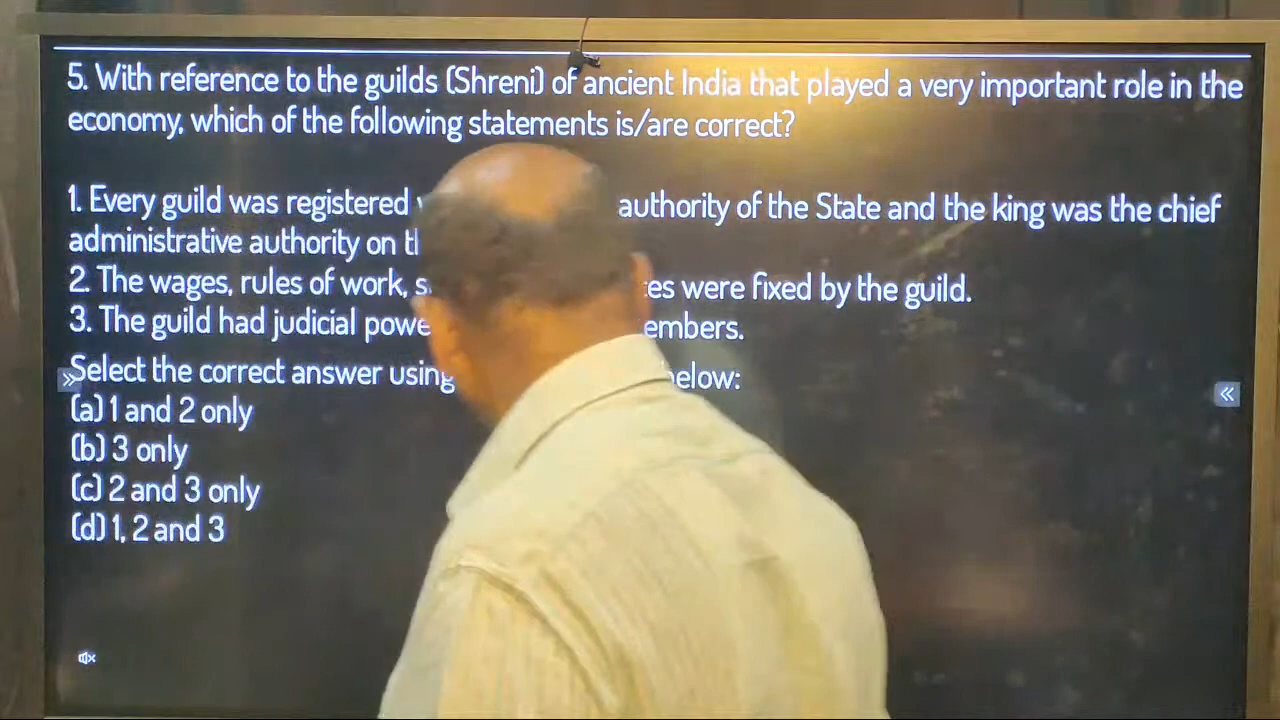 5. With reference to the guilds (Shreni) of ancient India that played a very important role in the
economy, which of the following statements is/are correct?
1. Every guild was registered authority of the State and the king was the chief
administrative authority on
2. The wages, rules of work, were fixed by the guild.
3. The guild had judicial
Select the correct answer using below:
(a) 1 and 2 only
(b) 3 only
(c) 2 and 3 only
(d) 1, 2 and 3